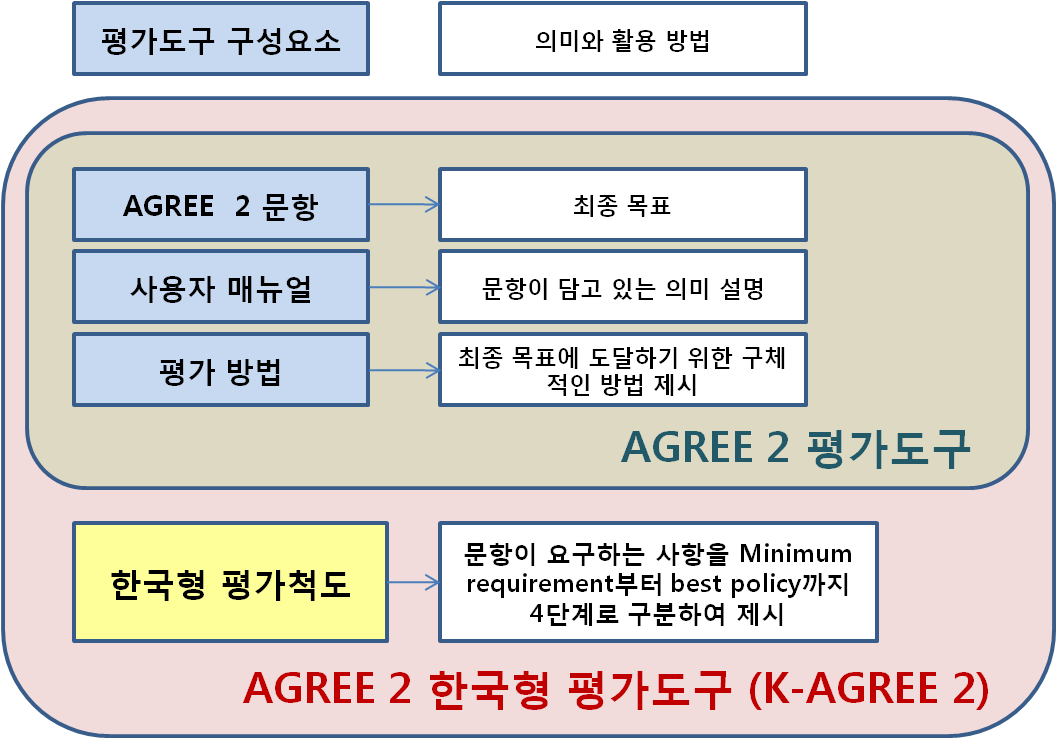 평가도구 구성요소
의미와 활용 방법
AGREE 2 문항
최종 목표
사용자 매뉴얼
문항이 담고 있는 의미 설명
평가 방법
최종 목표에 도달하기 위한 구체
적인 방법 제시
AGREE 2 평가도구
한국형 평가척도
문항이 요구하는 사항을 Minimum
requirement부터 best policy까지
4단계로 구분하여 제시
AGREE 2 한국형 평가도구 (K-AGREE 2)